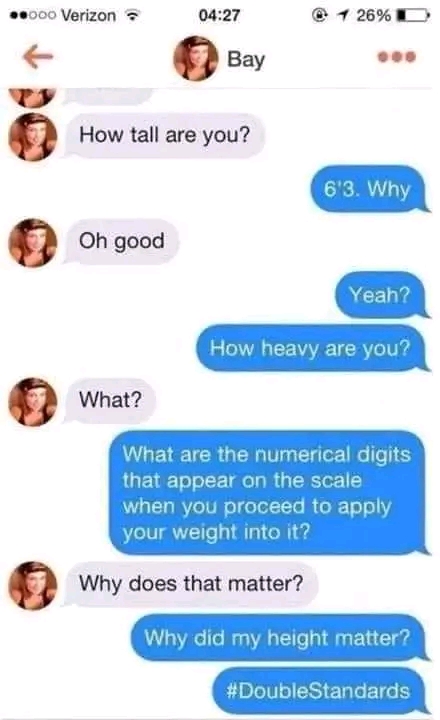 Verizon 04:27 26%
Bay
How tall are you?
6'3. Why
Oh good
Yeah?
How heavy are you?
What?
What are the numerical digits
that appear on the scale
when you proceed to apply
your weight into it?
Why does that matter?
Why did my height matter?
#DoubleStandards